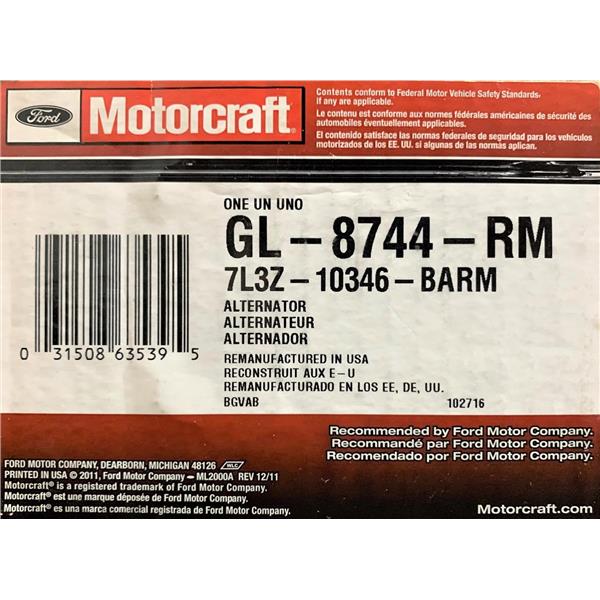 Ford
Motorcraft
Contents conform to Federal Motor Vehicle Safety Standards.
if any are applicable.
Le contenu est conforme aux normes fédérales américaines de sécurité des
automobiles éventuellement applicables.
El contenido satisface las normas federales de seguridad para los vehículos
motorizados de los EE. UU. si algunas de las normas aplican.
ONE UN UNO
GL-8744-RM
7L3Z-10346-BARM
ALTERNATOR
ALTERNATEUR
ALTERNADOR
0 31508 63539 5
REMANUFACTURED IN USA
RECONSTRUIT AUX E-U
REMANUFACTURADO EN LOS EE, DE, UU.
BGVAB 102716
Recommended by Ford Motor Company.
Recommandé par Ford Motor Company.
Recomendado por Ford Motor Company.
FORD MOTOR COMPANY, DEARBORN, MICHIGAN 48126 WLC
PRINTED IN USA © 2011, Ford Motor Company – ML2000A REV 12/11
Motorcraft® is a registered trademark of Ford Motor Company.
Motorcraft® est une marque déposée de Ford Motor Company.
Motorcraft® es una marca comercial registrada de Ford Motor Company.
Motorcraft.com